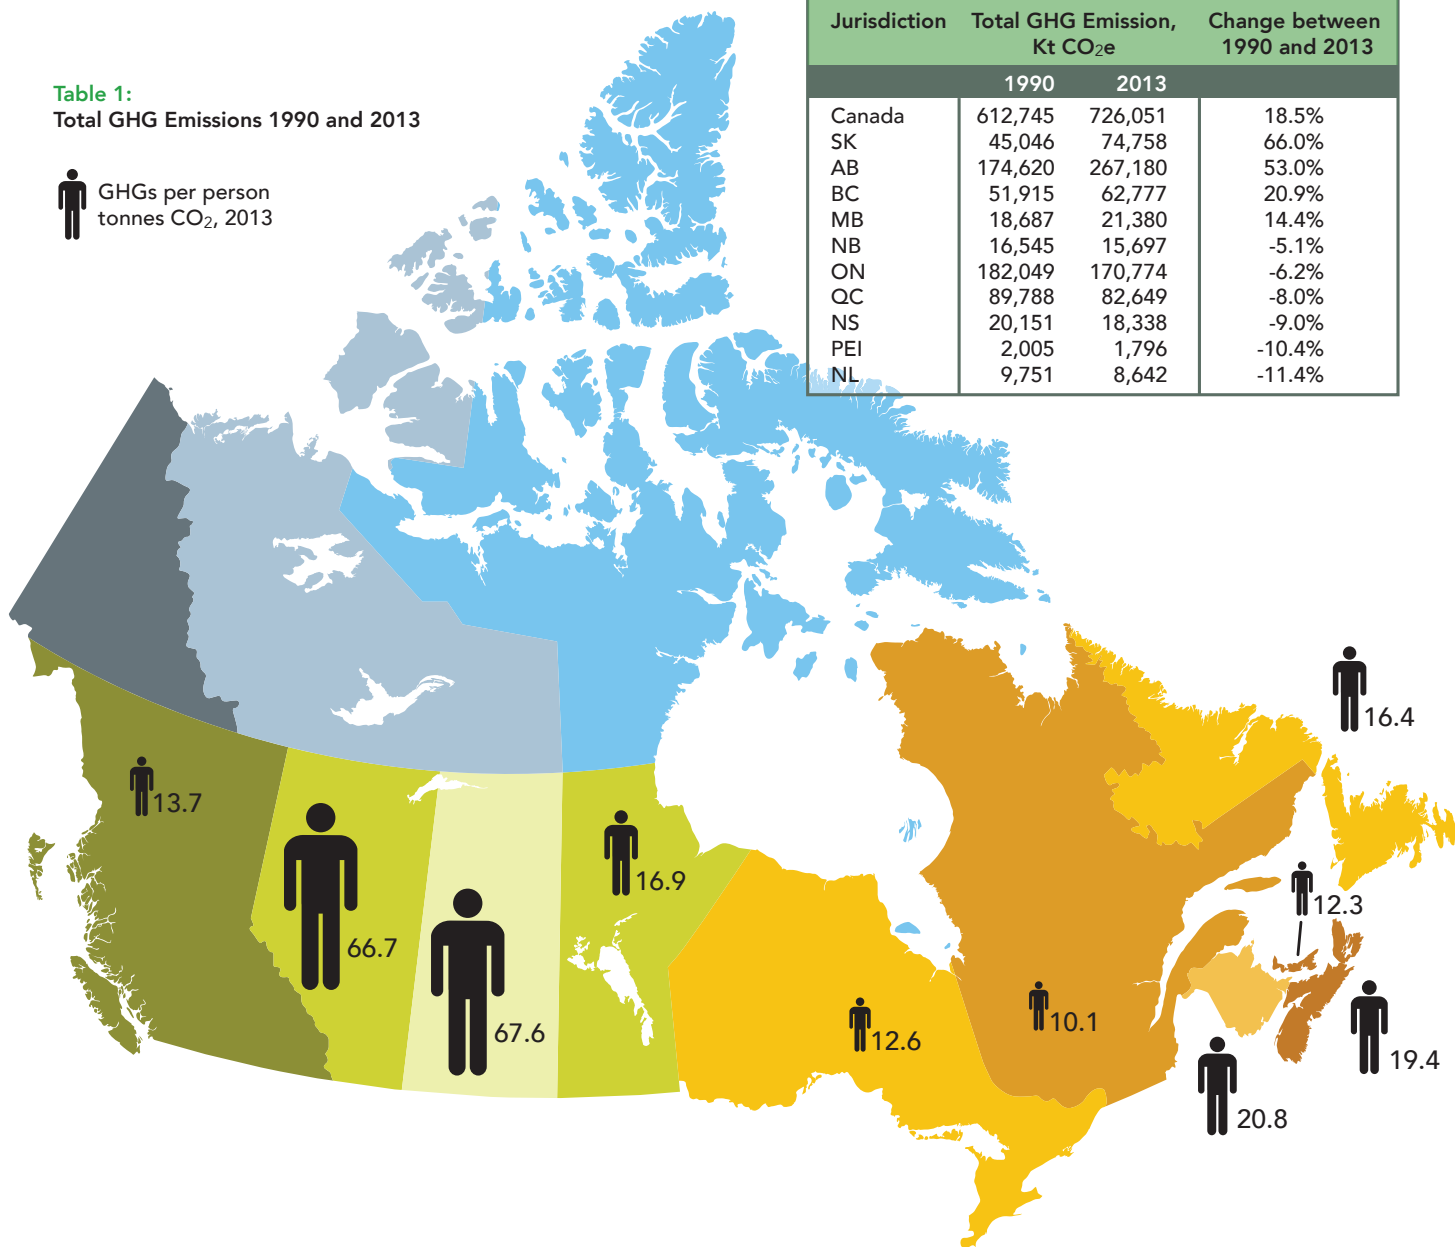 Table 1:
Total GHG Emissions 1990 and 2013
GHGs per person
tonnes CO₂, 2013
Jurisdiction Total GHG Emission, Change between
Kt CO₂e 1990 and 2013
1990 2013
Canada 612,745 726,051 18.5%
SK 45,046 74,758 66.0%
AB 174,620 267,180 53.0%
BC 51,915 62,777 20.9%
MB 18,687 21,380 14.4%
NB 16,545 15,697 -5.1%
ON 182,049 170,774 -6.2%
QC 89,788 82,649 -8.0%
NS 20,151 18,338 -9.0%
PEI 2,005 1,796 -10.4%
NL 9,751 8,642 -11.4%
16.4
13.7
16.9
12.3
66.7
67.6
12.6
10.1
19.4
20.8